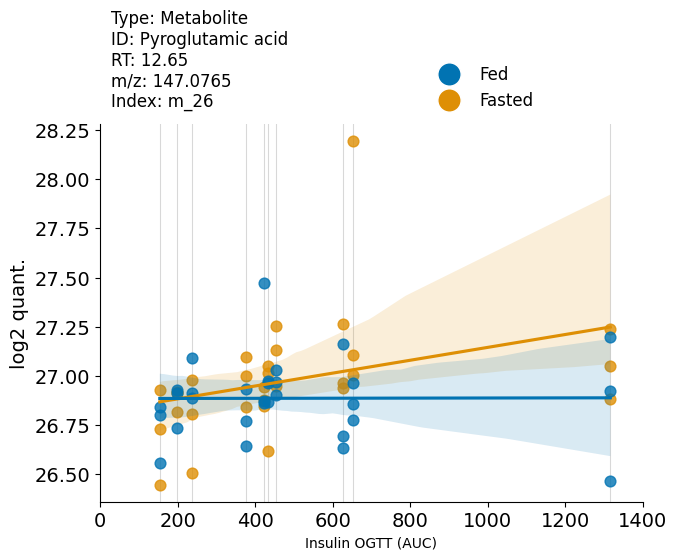 Type: Metabolite
ID: Pyroglutamic acid
RT: 12.65
m/z: 147.0765
Index: m_26
Fed
Fasted
28.25
28.00
27.75
27.50
27.25
27.00
26.75
26.50
log2 quant.
0 200 400 600 800 1000 1200 1400
Insulin OGTT (AUC)